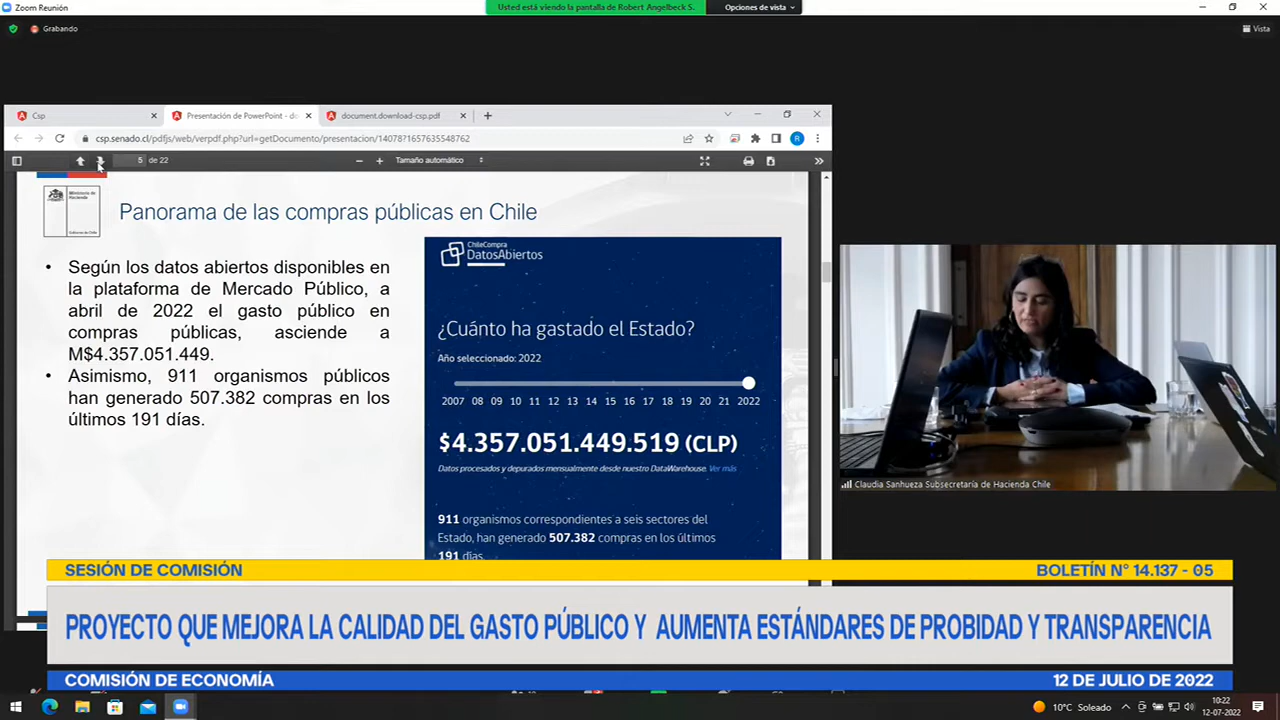 Zoom Reunión
Usted está viendo la pantalla de Robert Angelbeck S.
Opciones de vista
Grabando
Vista
Csp
Presentación de PowerPoint - do
document.download-csp.pdf
csp.senado.cl/pdfjs/web/verpdf.php?url=getDocumento/presentacion/14078?1657635548762
R
5 de 22
Tamaño automático
Ministerio de
Hacienda
Gobierno de Chile
Panorama de las compras públicas en Chile
• Según los datos abiertos disponibles en
la plataforma de Mercado Público, a
abril de 2022 el gasto público en
compras públicas, asciende a
M$4.357.051.449.
• Asimismo, 911 organismos públicos
han generado 507.382 compras en los
últimos 191 días.
ChileCompra
DatosAbiertos
¿Cuánto ha gastado el Estado?
Año seleccionado: 2022
2007 08 09 10 11 12 13 14 15 16 17 18 19 20 21 2022
$4.357.051.449.519 (CLP)
Datos procesados y depurados mensualmente desde nuestro DataWarehouse. Ver más
911 organismos correspondientes a seis sectores del
Estado, han generado 507.382 compras en los últimos
191 días
Claudia Sanhueza Subsecretaría de Hacienda Chile
SESIÓN DE COMISIÓN
BOLETÍN N° 14.137 - 05
PROYECTO QUE MEJORA LA CALIDAD DEL GASTO PÚBLICO Y AUMENTA ESTÁNDARES DE PROBIDAD Y TRANSPARENCIA
COMISIÓN DE ECONOMÍA
12 DE JULIO DE 2022
10°C Soleado
10:22
12-07-2022